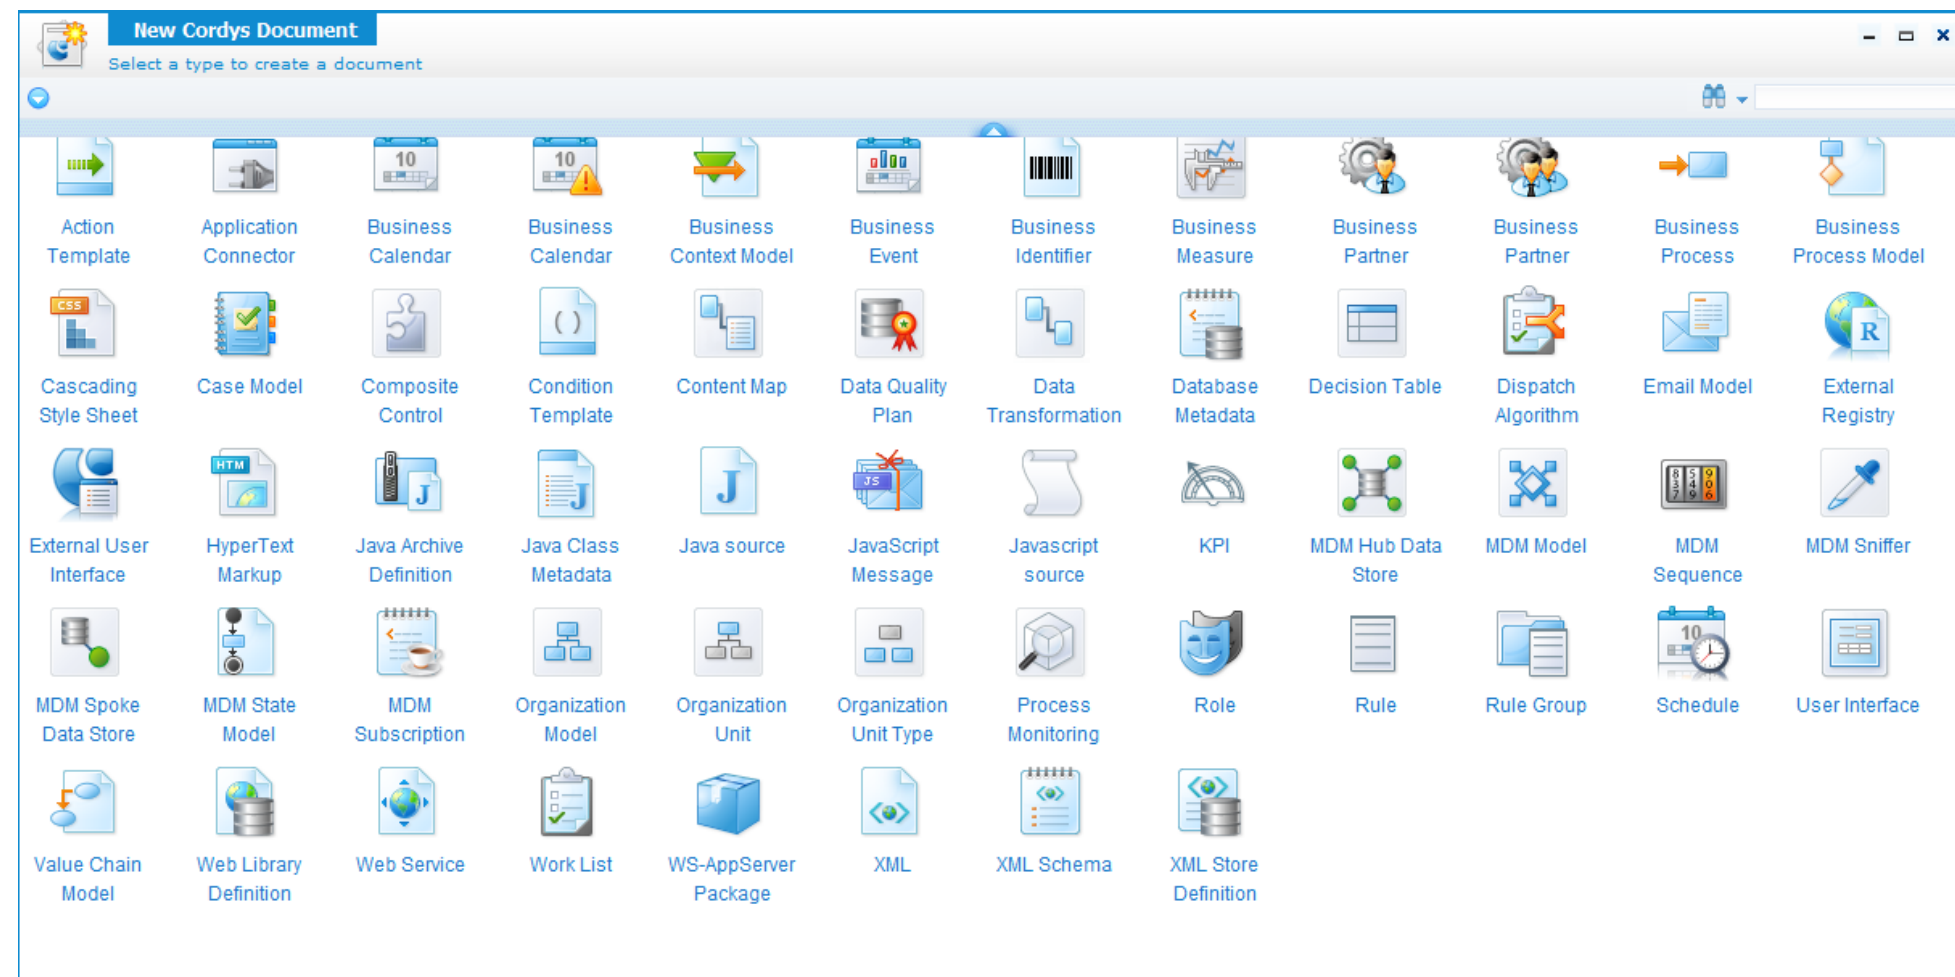 New Cordys Document
Select a type to create a document
Action Template
Application Connector
Business Calendar
Business Calendar
Business Context Model
Business Event
Business Identifier
Business Measure
Business Partner
Business Partner
Business Process
Business Process Model
Cascading Style Sheet
Case Model
Composite Control
Condition Template
Content Map
Data Quality Plan
Data Transformation
Database Metadata
Decision Table
Dispatch Algorithm
Email Model
External Registry
External User Interface
HyperText Markup
Java Archive Definition
Java Class Metadata
Java source
JavaScript Message
Javascript source
KPI
MDM Hub Data Store
MDM Model
MDM Sequence
MDM Sniffer
MDM Spoke Data Store
MDM State Model
MDM Subscription
Organization Model
Organization Unit
Organization Unit Type
Process Monitoring
Role
Rule
Rule Group
Schedule
User Interface
Value Chain Model
Web Library Definition
Web Service
Work List
WS-AppServer Package
XML
XML Schema
XML Store Definition